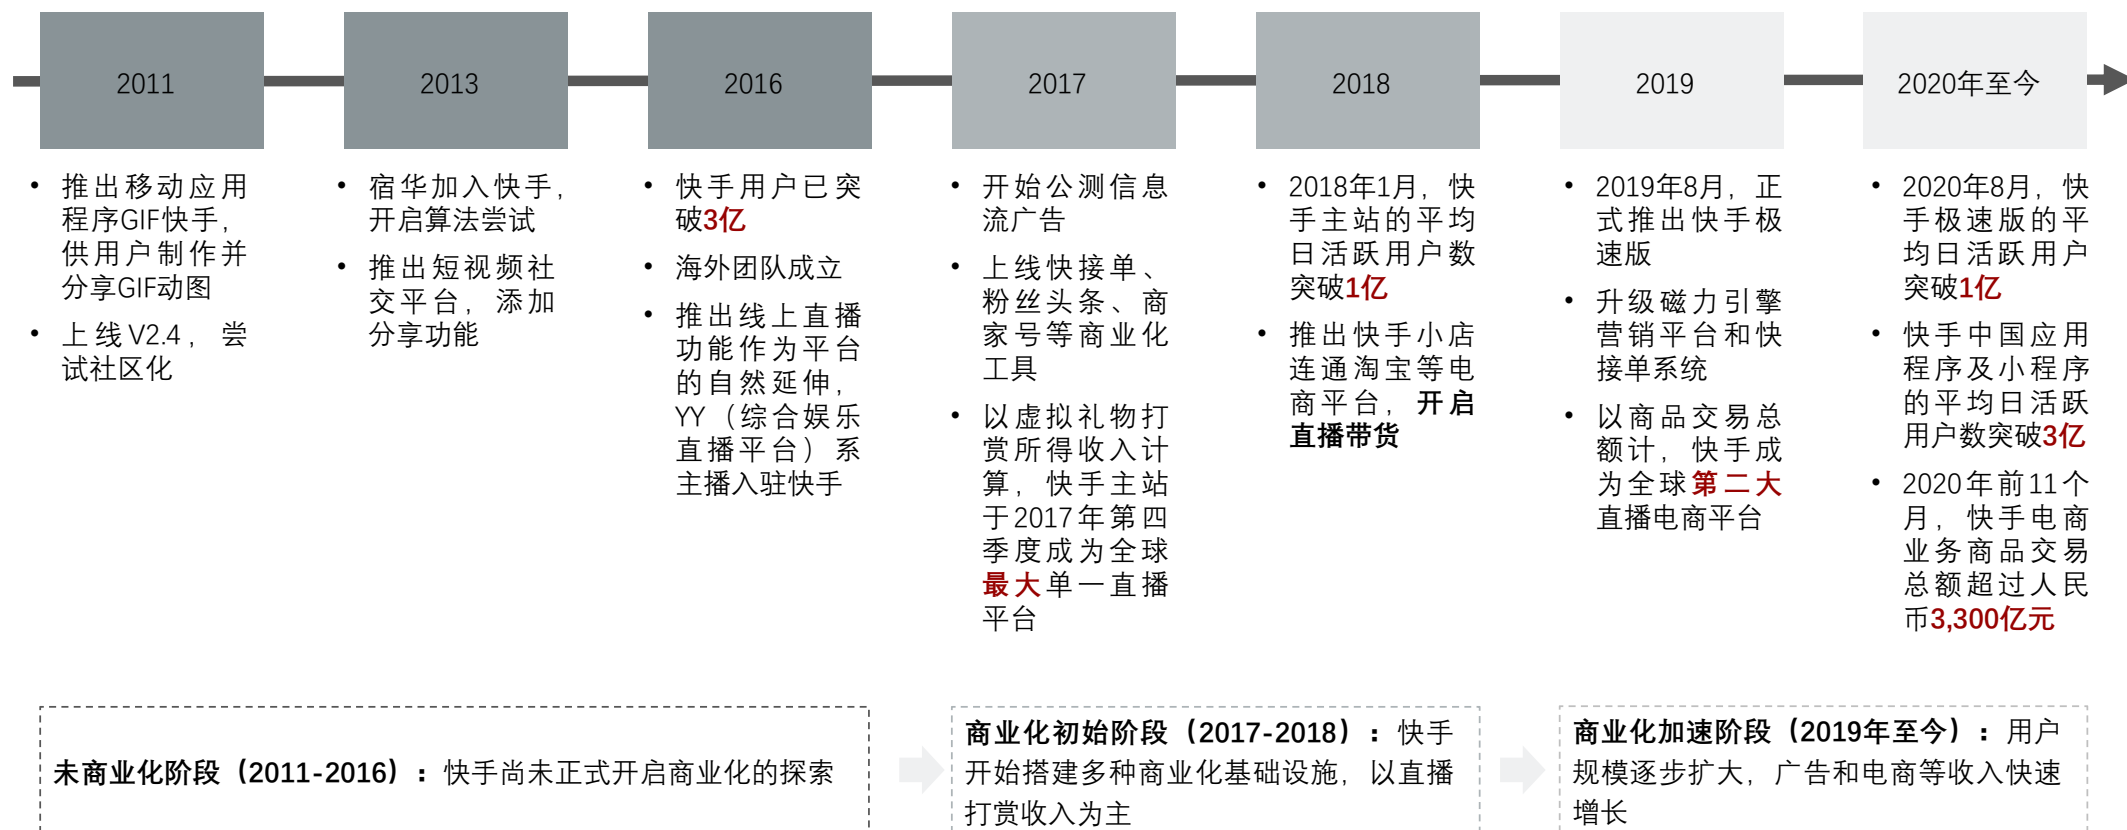 2011
2013
2016
2017
2018
2019
2020年至今
• 推出移动应用
程序GIF快手，
供用户制作并
分享GIF动图
• 上线V2.4，尝
试社区化
• 宿华加入快手，
开启算法尝试
• 推出短视频社
交平台，添加
分享功能
• 快手用户已突
破3亿
• 海外团队成立
• 推出线上直播
功能作为平台
的自然延伸，
YY（综合娱乐
直播平台）系
主播入驻快手
• 开始公测信息
流广告
• 上线快接单、
粉丝头条、商
家号等商业化
工具
• 以虚拟礼物打
赏所得收入计
算，快手主站
于2017年第四
季度成为全球
最大单一直播
平台
• 2018年1月，快
手主站的平均
日活跃用户数
突破1亿
• 推出快手小店
连通淘宝等电
商平台，开启
直播带货
• 2019年8月，正
式推出快手极
速版
• 升级磁力引擎
营销平台和快
接单系统
• 以商品交易总
额计，快手成
为全球第二大
直播电商平台
• 2020年8月，快
手极速版的平
均日活跃用户
突破1亿
• 快手中国应用
程序及小程序
的平均日活跃
用户数突破3亿
• 2020年前11个
月，快手电商
业务商品交易
总额超过人民
币3,300亿元
未商业化阶段（2011-2016）：快手尚未正式开启商业化的探索
商业化初始阶段（2017-2018）：快手
开始搭建多种商业化基础设施，以直播
打赏收入为主
商业化加速阶段（2019年至今）：用户
规模逐步扩大，广告和电商等收入快速
增长